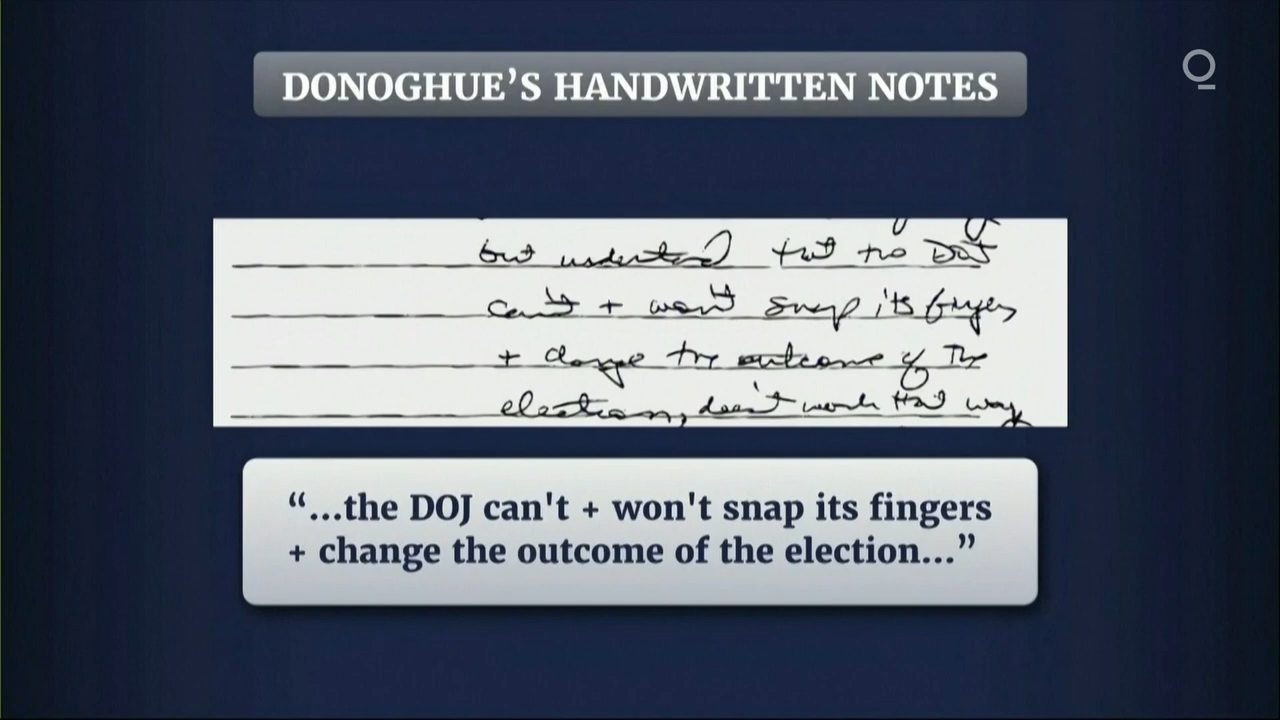 DONOGHUE’S HANDWRITTEN NOTES
but understand that the DOJ
can't + won't snap its fingers
+ change the outcome of the
election, doesn't work that way
“...the DOJ can't + won't snap its fingers
+ change the outcome of the election...”